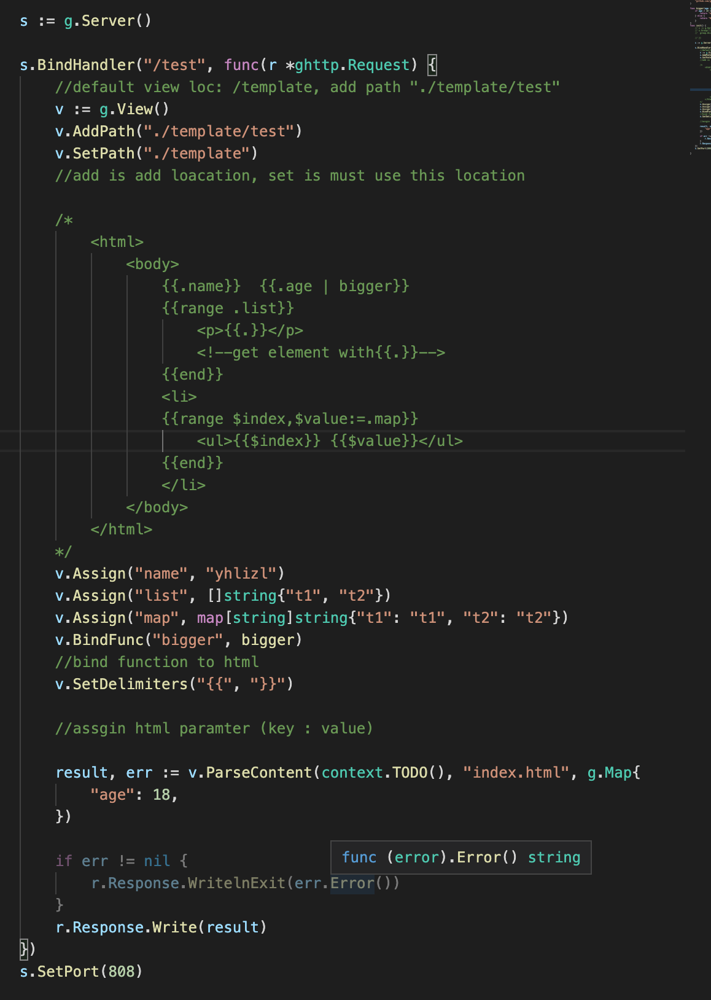 s := g.Server()
s.BindHandler("/test", func(r *ghttp.Request) {
//default view loc: /template, add path "./template/test"
v := g.View()
v.AddPath("./template/test")
v.SetPath("./template")
//add is add loacation, set is must use this location
/*
<html>
<body>
{{.name}}  {{.age | bigger}}
{{range .list}}
<p>{{.}}</p>
<!--get element with{{.}}-->
{{end}}
<li>
{{range $index,$value:=.map}}
<ul>{{$index}} {{$value}}</ul>
{{end}}
</li>
</body>
</html>
*/
v.Assign("name", "yhlizl")
v.Assign("list", []string{"t1", "t2"})
v.Assign("map", map[string]string{"t1": "t1", "t2": "t2"})
v.BindFunc("bigger", bigger)
//bind function to html
v.SetDelimiters("{{", "}}")
//assgin html paramter (key : value)
result, err := v.ParseContent(context.TODO(), "index.html", g.Map{
"age": 18,
})
if err != nil {
func (error).Error() string
r.Response.WritelnExit(err.Error())
}
r.Response.Write(result)
})
s.SetPort(808)